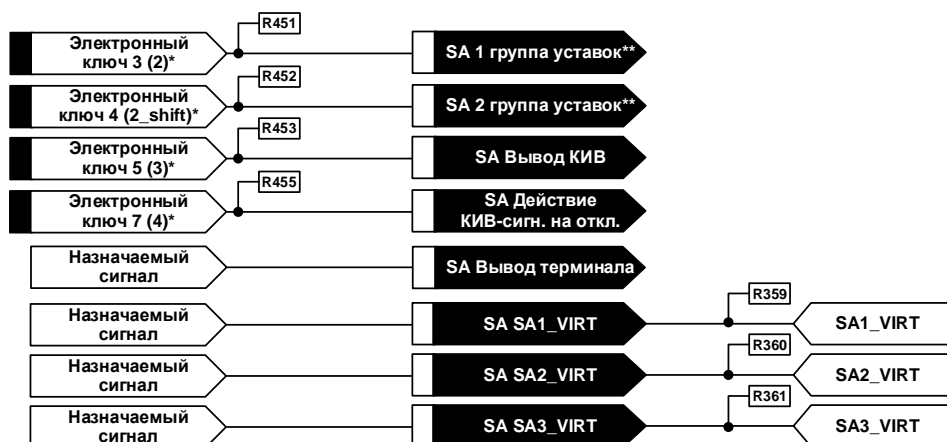 R451
Электронный
ключ 3 (2)*
SA 1 группа уставок**
R452
Электронный
ключ 4 (2_shift)*
SA 2 группа уставок**
R453
Электронный
ключ 5 (3)*
SA Вывод КИВ
R455
Электронный
ключ 7 (4)*
SA Действие
КИВ-сигн. на откл.
Назначаемый
сигнал
SA Вывод терминала
R359
Назначаемый
сигнал
SA SA1_VIRT
SA1_VIRT
R360
Назначаемый
сигнал
SA SA2_VIRT
SA2_VIRT
R361
Назначаемый
сигнал
SA SA3_VIRT
SA3_VIRT